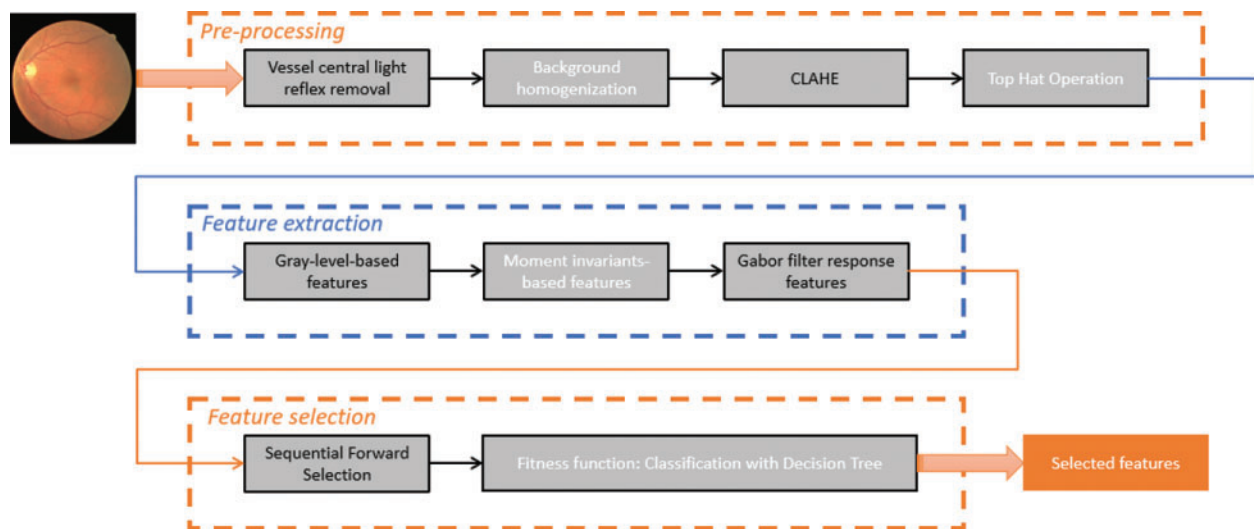 Pre-processing
Vessel central light
reflex removal
Background
homogenization
CLAHE
Top Hat Operation
Feature extraction
Gray-level-based
features
Moment invariants-
based features
Gabor filter response
features
Feature selection
Sequential Forward
Selection
Fitness function: Classification with Decision Tree
Selected features